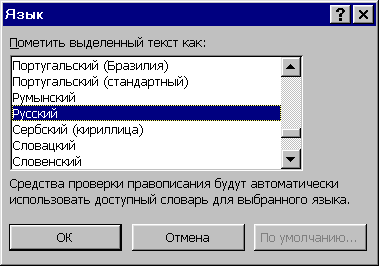 Язык
Пометить выделенный текст как:
Португальский (Бразилия)
Португальский (стандартный)
Румынский
Русский
Сербский (кириллица)
Словацкий
Словенский
Средства проверки правописания будут автоматически
использовать доступный словарь для выбранного языка.
ОК Отмена По умолчанию...